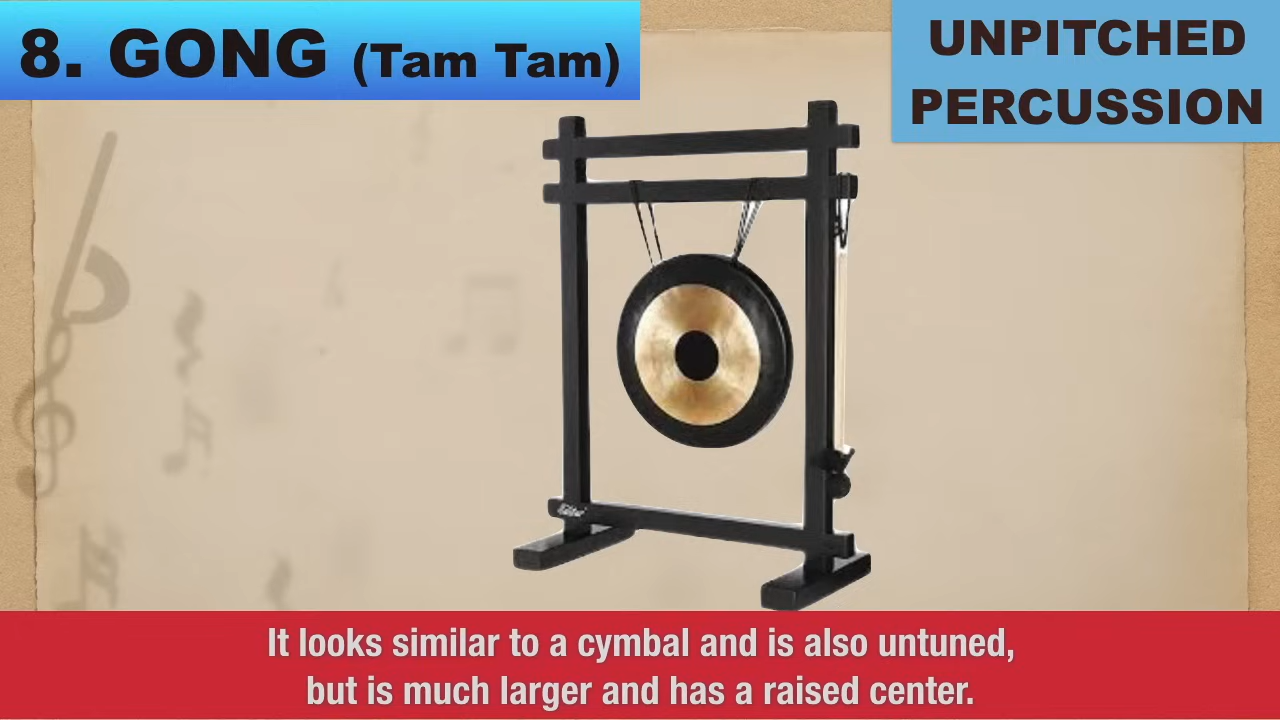 8. GONG (Tam Tam)
UNPITCHED
PERCUSSION
It looks similar to a cymbal and is also untuned,
but is much larger and has a raised center.